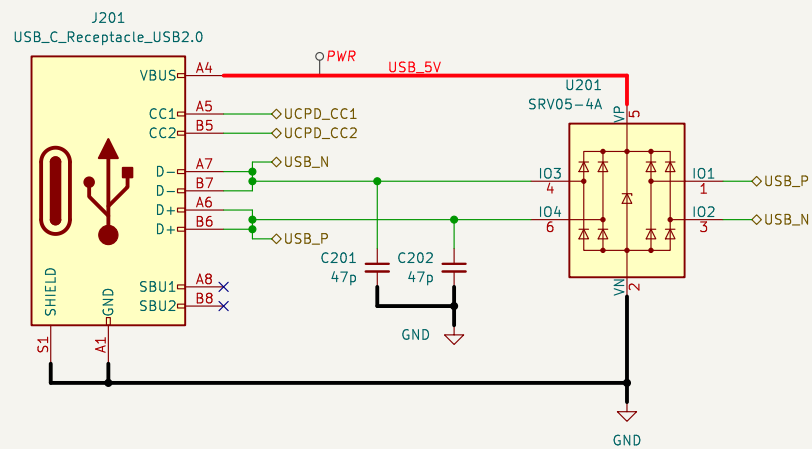 J201
USB_C_Receptacle_USB2.0
VBUS A4
CC1 A5 UCPD_CC1
CC2 B5 UCPD_CC2
D- A7 USB_N
D- B7
D+ A6
D+ B6 USB_P
SBU1 A8
SBU2 B8
SHIELD S1
GND A1
PWR
USB_5V
C201
47p
C202
47p
GND
U201
SRV05-4A
VP 5
IO3 4
IO4 6
IO1 1 USB_P
IO2 3 USB_N
VN 2
GND